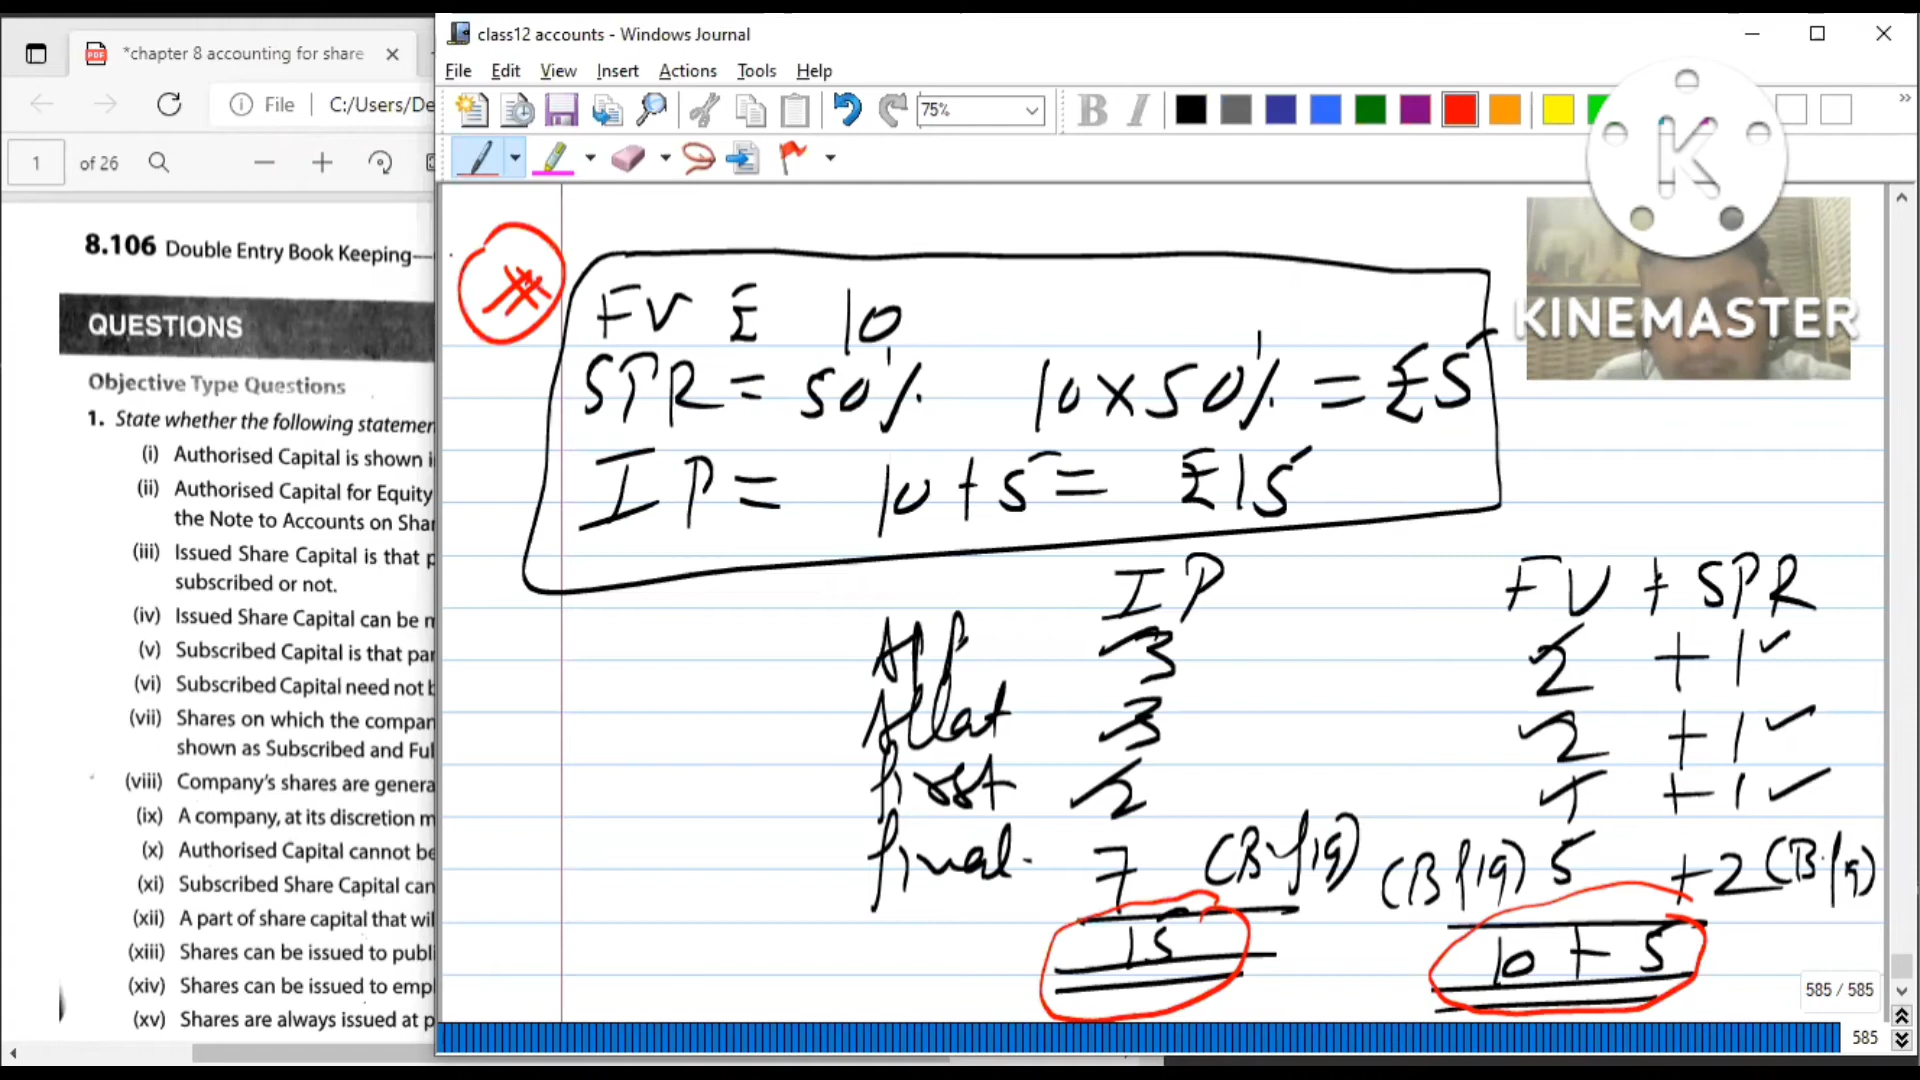 *chapter 8 accounting for share
File C:/Users/De
1 of 26
8.106 Double Entry Book Keeping—
QUESTIONS
Objective Type Questions
1. State whether the following statemen
(i) Authorised Capital is shown i
(ii) Authorised Capital for Equity
the Note to Accounts on Shar
(iii) Issued Share Capital is that p
subscribed or not.
(iv) Issued Share Capital can be m
(v) Subscribed Capital is that par
(vi) Subscribed Capital need not b
(vii) Shares on which the compan
shown as Subscribed and Ful
(viii) Company's shares are genera
(ix) A company, at its discretion m
(x) Authorised Capital cannot be
(xi) Subscribed Share Capital can
(xii) A part of share capital that wil
(xiii) Shares can be issued to publi
(xiv) Shares can be issued to empl
(xv) Shares are always issued at p
class12 accounts - Windows Journal
File Edit View Insert Actions Tools Help
75% B I
K
KINEMASTER
#
FV ₹ 10
SPR = 50% 10 x 50% = ₹5
IP = 10 + 5 = ₹15
IP FV + SPR
App 3 2 + 1 ✓
Allot 3 2 + 1 ✓
first 2 1 + 1 ✓
final 7 (B.fig) (B fig) 5 + 2 (B.fig)
15 10 + 5
585 / 585
585